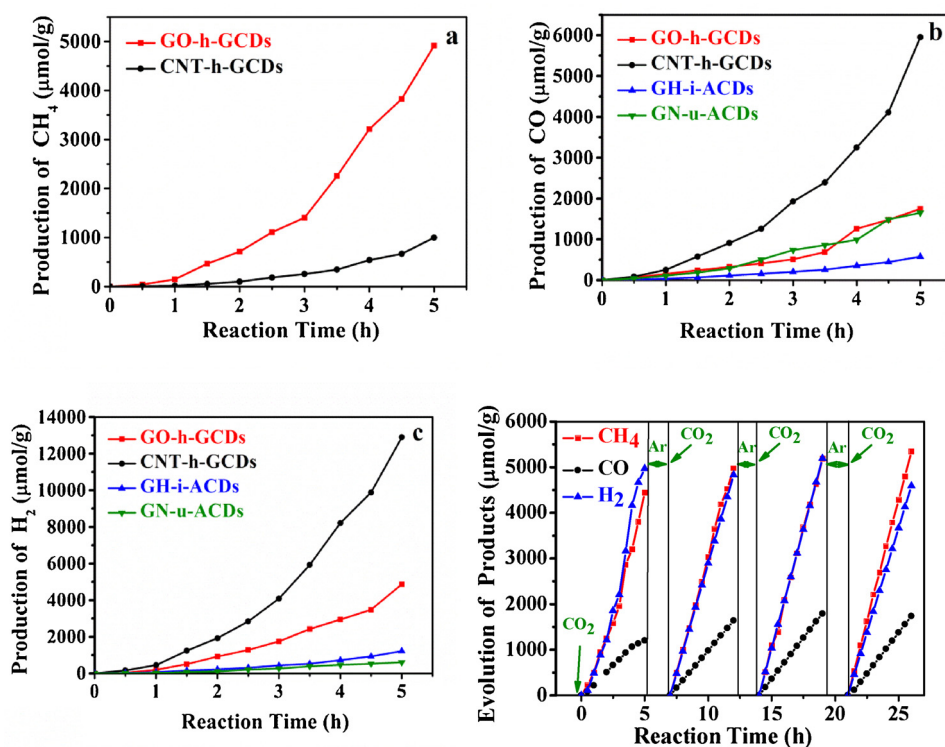 a
GO-h-GCDs
CNT-h-GCDs
Production of CH₄ (μmol/g)
5000
4000
3000
2000
1000
0
0 1 2 3 4 5
Reaction Time (h)
b
GO-h-GCDs
CNT-h-GCDs
GH-i-ACDs
GN-u-ACDs
Production of CO (μmol/g)
6000
5000
4000
3000
2000
1000
0
0 1 2 3 4 5
Reaction Time (h)
c
GO-h-GCDs
CNT-h-GCDs
GH-i-ACDs
GN-u-ACDs
Production of H₂ (μmol/g)
14000
12000
10000
8000
6000
4000
2000
0
0 1 2 3 4 5
Reaction Time (h)
CH₄
CO
H₂
Ar CO₂ Ar CO₂ Ar CO₂
CO₂
Evolution of Products (μmol/g)
6000
5000
4000
3000
2000
1000
0
0 5 10 15 20 25
Reaction Time (h)